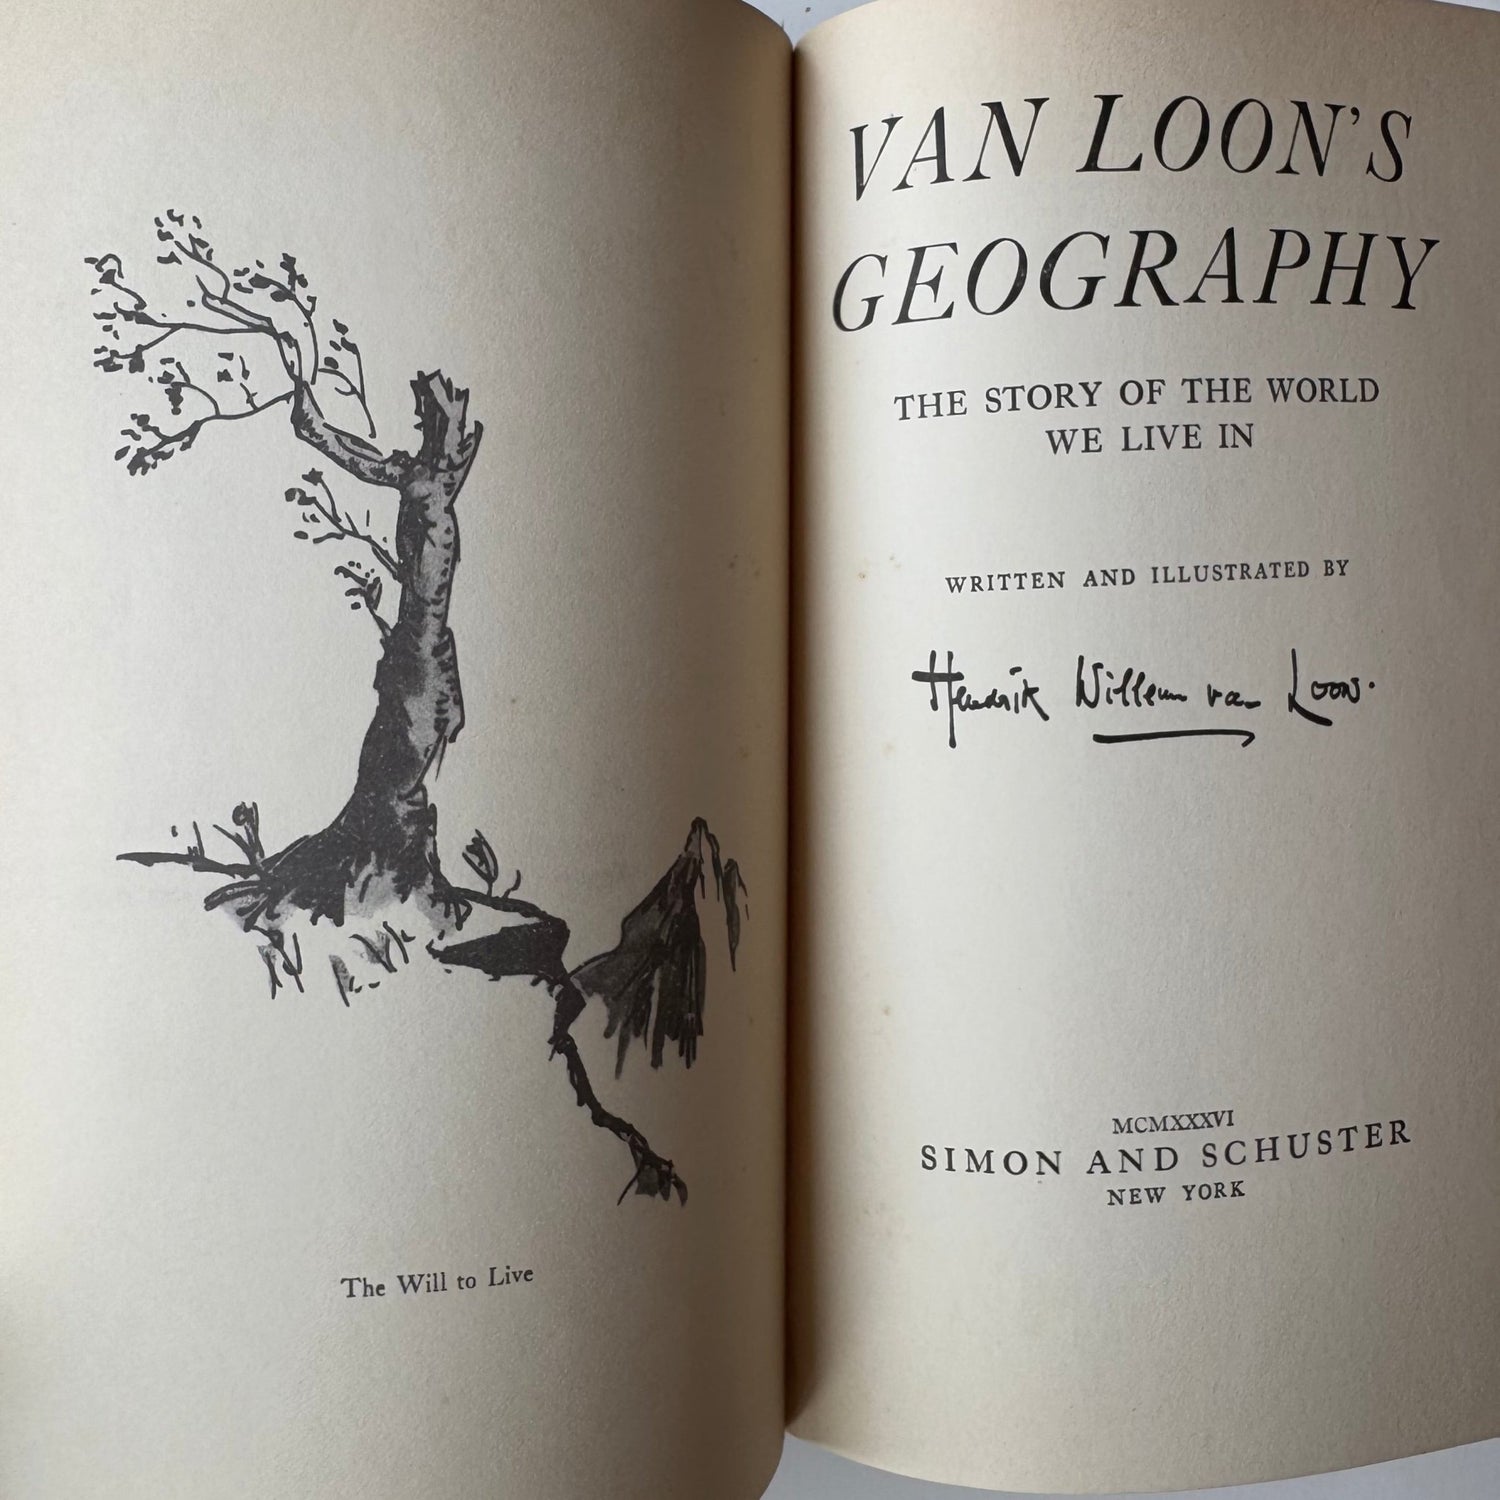 The Will to Live
VAN LOON'S
GEOGRAPHY
THE STORY OF THE WORLD
WE LIVE IN
WRITTEN AND ILLUSTRATED BY
Hendrik Willem van Loon.
MCMXXXVI
SIMON AND SCHUSTER
NEW YORK